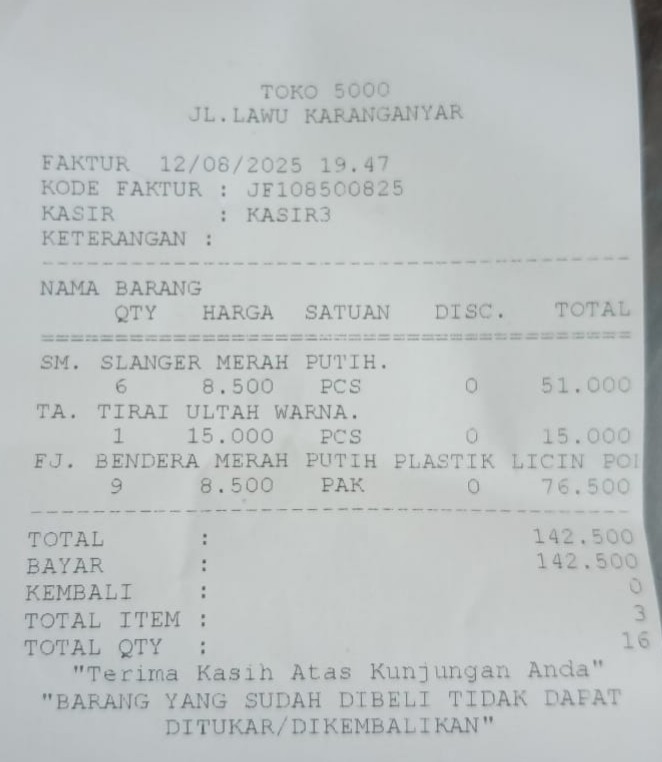 TOKO 5000
JL.LAWU KARANGANYAR
FAKTUR 12/08/2025 19.47
KODE FAKTUR : JF108500825
KASIR : KASIR3
KETERANGAN :
NAMA BARANG
QTY HARGA SATUAN DISC. TOTAL
SM. SLANGER MERAH PUTIH.
6 8.500 PCS 0 51.000
TA. TIRAI ULTAH WARNA.
1 15.000 PCS 0 15.000
FJ. BENDERA MERAH PUTIH PLASTIK LICIN
9 8.500 PAK 0 76.500
TOTAL : 142.500
BAYAR : 142.500
KEMBALI : 0
TOTAL ITEM : 3
TOTAL QTY : 16
"Terima Kasih Atas Kunjungan Anda"
"BARANG YANG SUDAH DIBELI TIDAK DAPAT
DITUKAR/DIKEMBALIKAN"